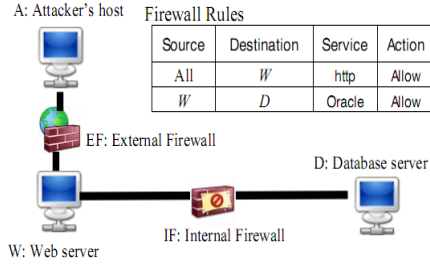 A: Attacker's host
Firewall Rules
Source Destination Service Action
All W http Allow
W D Oracle Allow
EF: External Firewall
D: Database server
IF: Internal Firewall
W: Web server